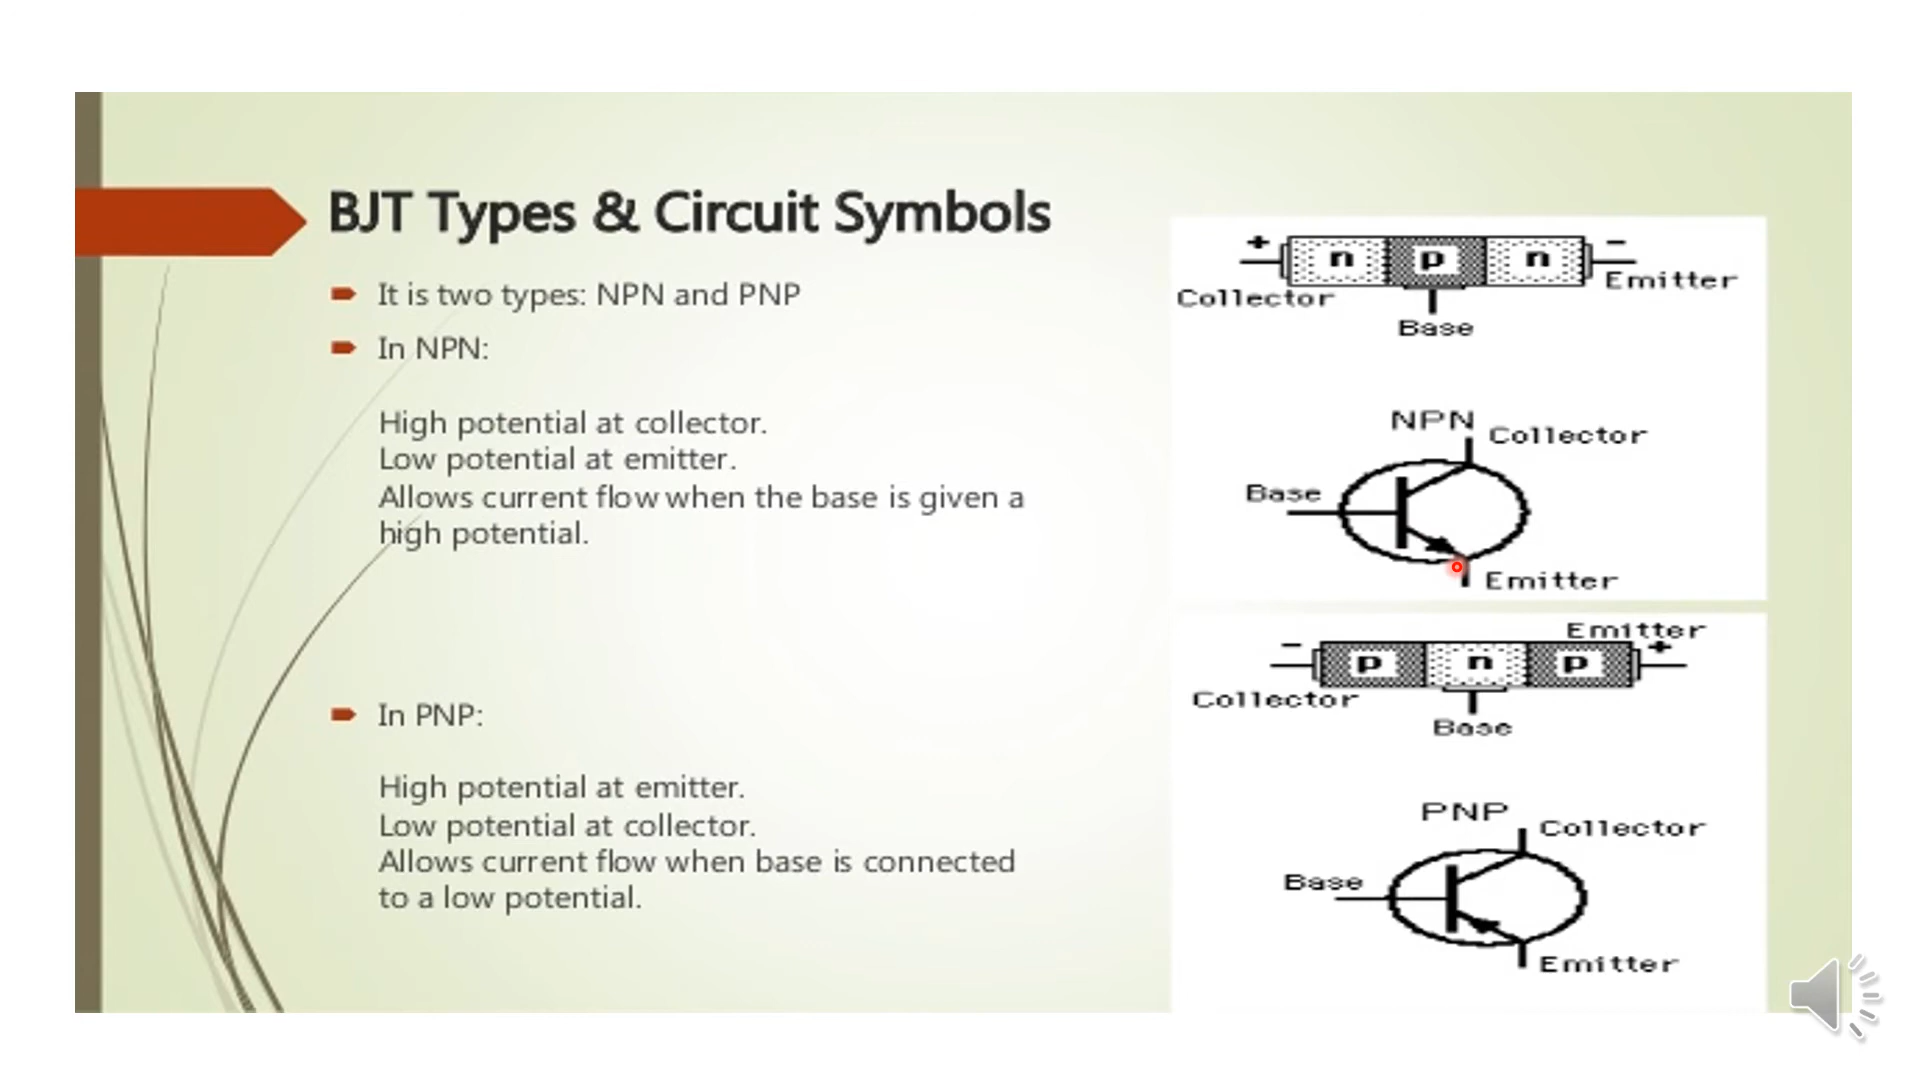 BJT Types & Circuit Symbols
It is two types: NPN and PNP
In NPN:
High potential at collector.
Low potential at emitter.
Allows current flow when the base is given a
high potential.
In PNP:
High potential at emitter.
Low potential at collector.
Allows current flow when base is connected
to a low potential.
+ n p n -
Collector Emitter
Base
NPN
Collector
Base
Emitter
Emitter
- p n p +
Collector
Base
PNP
Collector
Base
Emitter